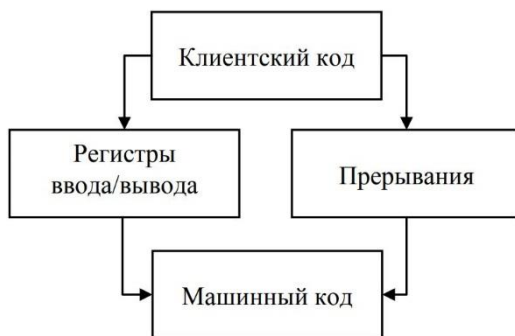 Клиентский код
Регистры
ввода/вывода
Прерывания
Машинный код